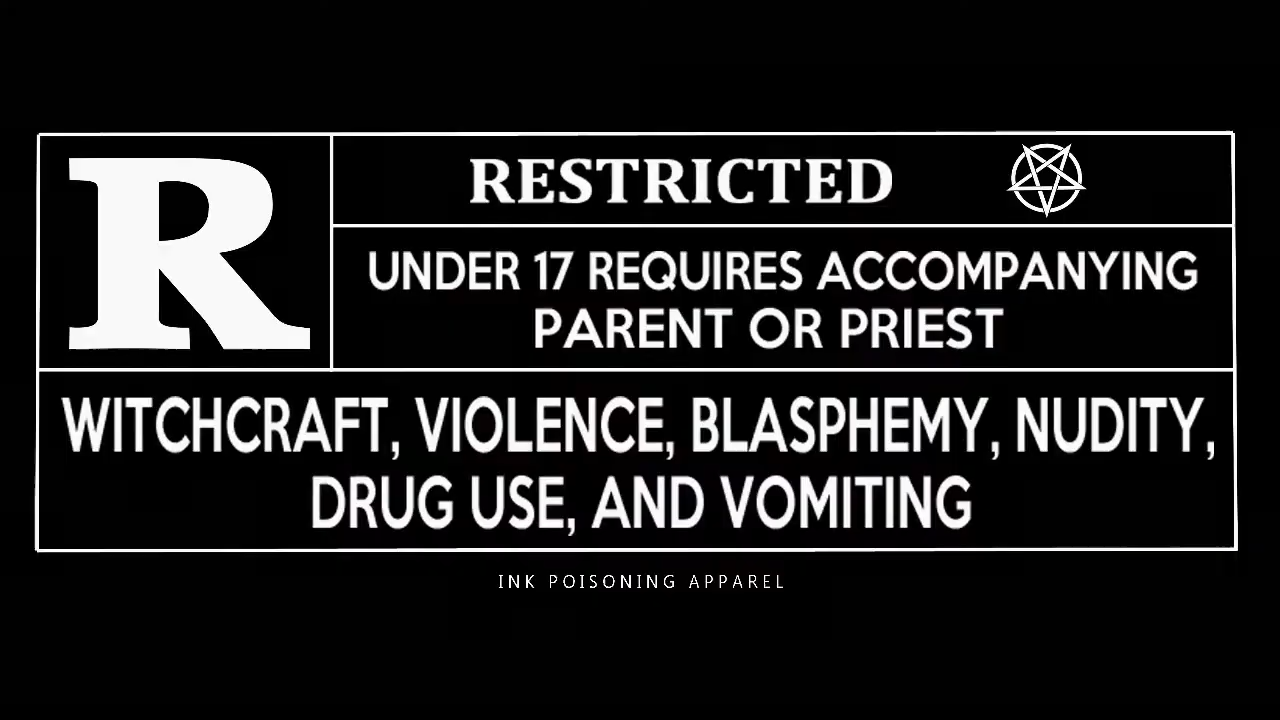 R
RESTRICTED
UNDER 17 REQUIRES ACCOMPANYING
PARENT OR PRIEST
WITCHCRAFT, VIOLENCE, BLASPHEMY, NUDITY,
DRUG USE, AND VOMITING
INK POISONING APPAREL